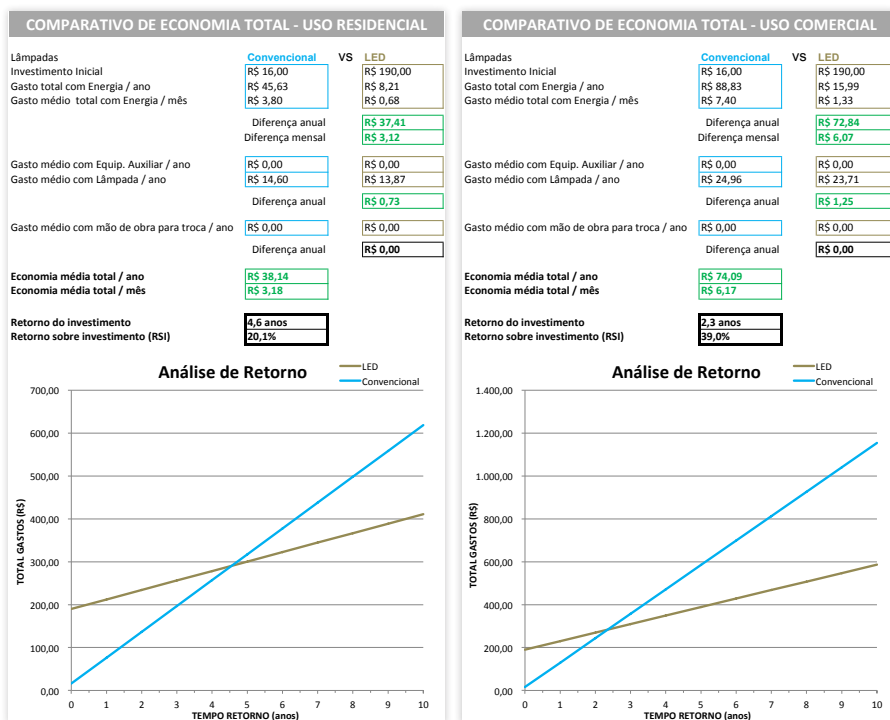 COMPARATIVO DE ECONOMIA TOTAL - USO RESIDENCIAL
Lâmpadas Convencional VS LED
Investimento Inicial R$ 16,00 R$ 190,00
Gasto total com Energia / ano R$ 45,63 R$ 8,21
Gasto médio total com Energia / mês R$ 3,80 R$ 0,68
Diferença anual R$ 37,41
Diferença mensal R$ 3,12
Gasto médio com Equip. Auxiliar / ano R$ 0,00 R$ 0,00
Gasto médio com Lâmpada / ano R$ 14,60 R$ 13,87
Diferença anual R$ 0,73
Gasto médio com mão de obra para troca / ano R$ 0,00 R$ 0,00
Diferença anual R$ 0,00
Economia média total / ano R$ 38,14
Economia média total / mês R$ 3,18
Retorno do investimento 4,6 anos
Retorno sobre investimento (RSI) 20,1%
Análise de Retorno
LED
Convencional
TOTAL GASTOS (R$)
700,00
600,00
500,00
400,00
300,00
200,00
100,00
0,00
0 1 2 3 4 5 6 7 8 9 10
TEMPO RETORNO (anos)
COMPARATIVO DE ECONOMIA TOTAL - USO COMERCIAL
Lâmpadas Convencional VS LED
Investimento Inicial R$ 16,00 R$ 190,00
Gasto total com Energia / ano R$ 88,83 R$ 15,99
Gasto médio total com Energia / mês R$ 7,40 R$ 1,33
Diferença anual R$ 72,84
Diferença mensal R$ 6,07
Gasto médio com Equip. Auxiliar / ano R$ 0,00 R$ 0,00
Gasto médio com Lâmpada / ano R$ 24,96 R$ 23,71
Diferença anual R$ 1,25
Gasto médio com mão de obra para troca / ano R$ 0,00 R$ 0,00
Diferença anual R$ 0,00
Economia média total / ano R$ 74,09
Economia média total / mês R$ 6,17
Retorno do investimento 2,3 anos
Retorno sobre investimento (RSI) 39,0%
Análise de Retorno
LED
Convencional
TOTAL GASTOS (R$)
1.400,00
1.200,00
1.000,00
800,00
600,00
400,00
200,00
0,00
0 1 2 3 4 5 6 7 8 9 10
TEMPO RETORNO (anos)